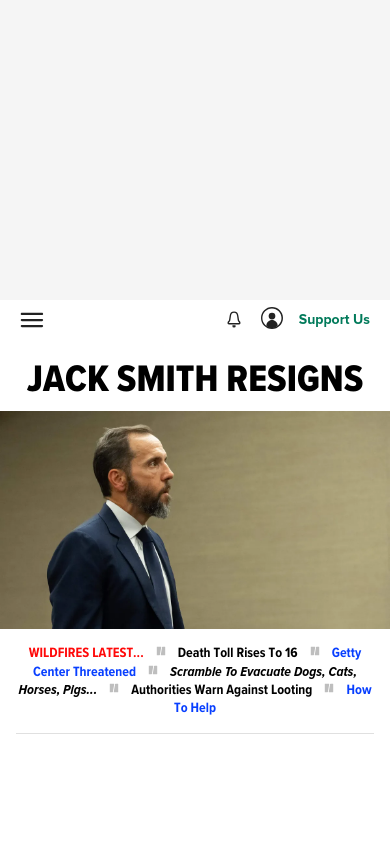 Support Us
JACK SMITH RESIGNS
WILDFIRES LATEST... Death Toll Rises To 16 Getty
Center Threatened Scramble To Evacuate Dogs, Cats,
Horses, Pigs... Authorities Warn Against Looting How
To Help